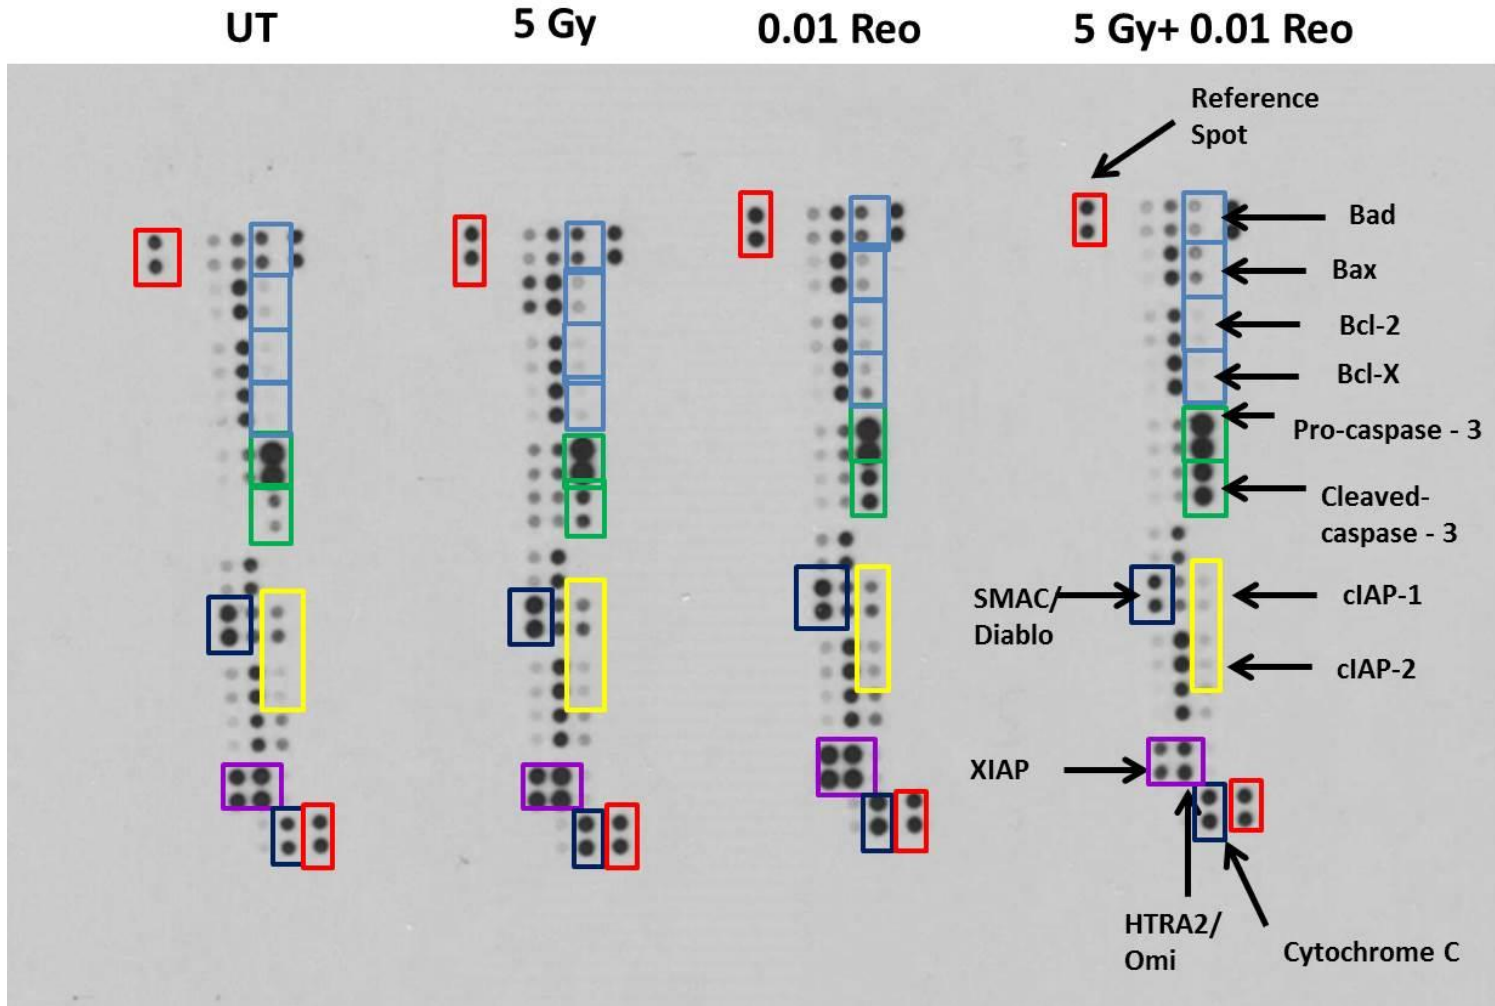 UT
5 Gy
0.01 Reo
5 Gy+ 0.01 Reo
Reference
Spot
Bad
Bax
Bcl-2
Bcl-X
Pro-caspase - 3
Cleaved-
caspase - 3
SMAC/
Diablo
cIAP-1
cIAP-2
XIAP
HTRA2/
Omi
Cytochrome C